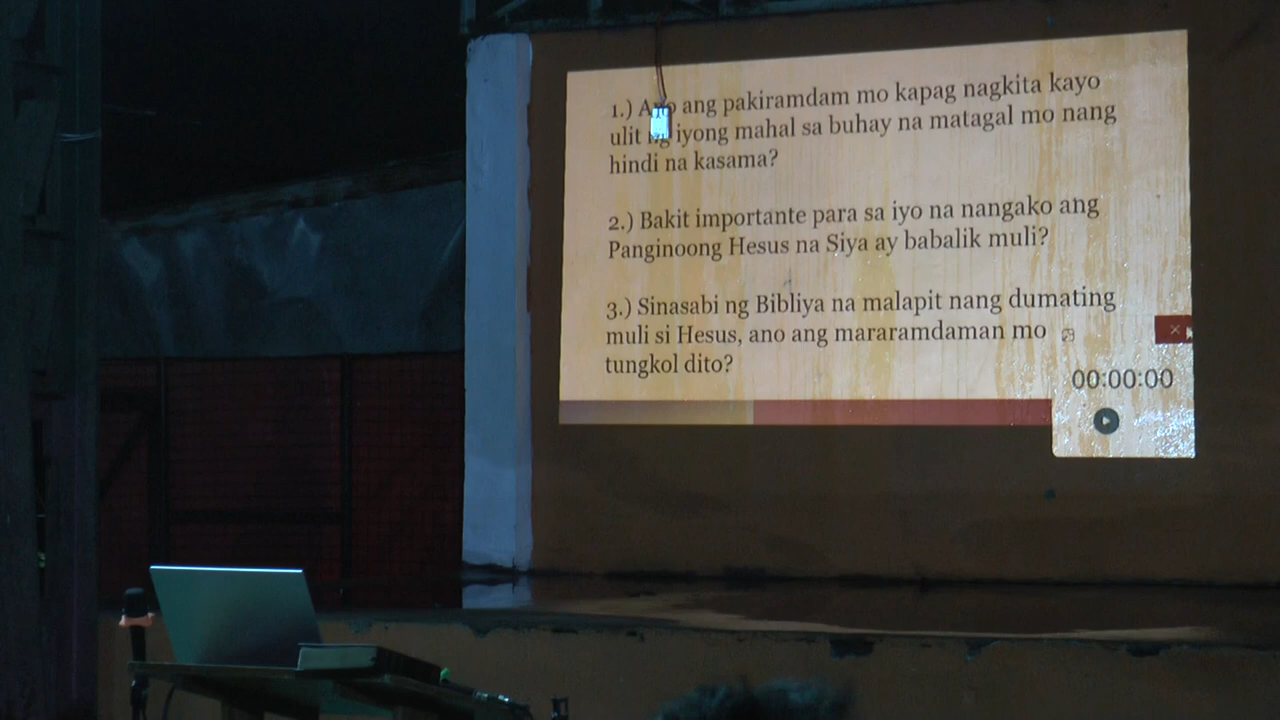 1.) Ano ang pakiramdam mo kapag nagkita kayo
ulit ng iyong mahal sa buhay na matagal mo nang
hindi na kasama?
2.) Bakit importante para sa iyo na nangako ang
Panginoong Hesus na Siya ay babalik muli?
3.) Sinasabi ng Bibliya na malapit nang dumating
muli si Hesus, ano ang mararamdaman mo
tungkol dito?
00:00:00